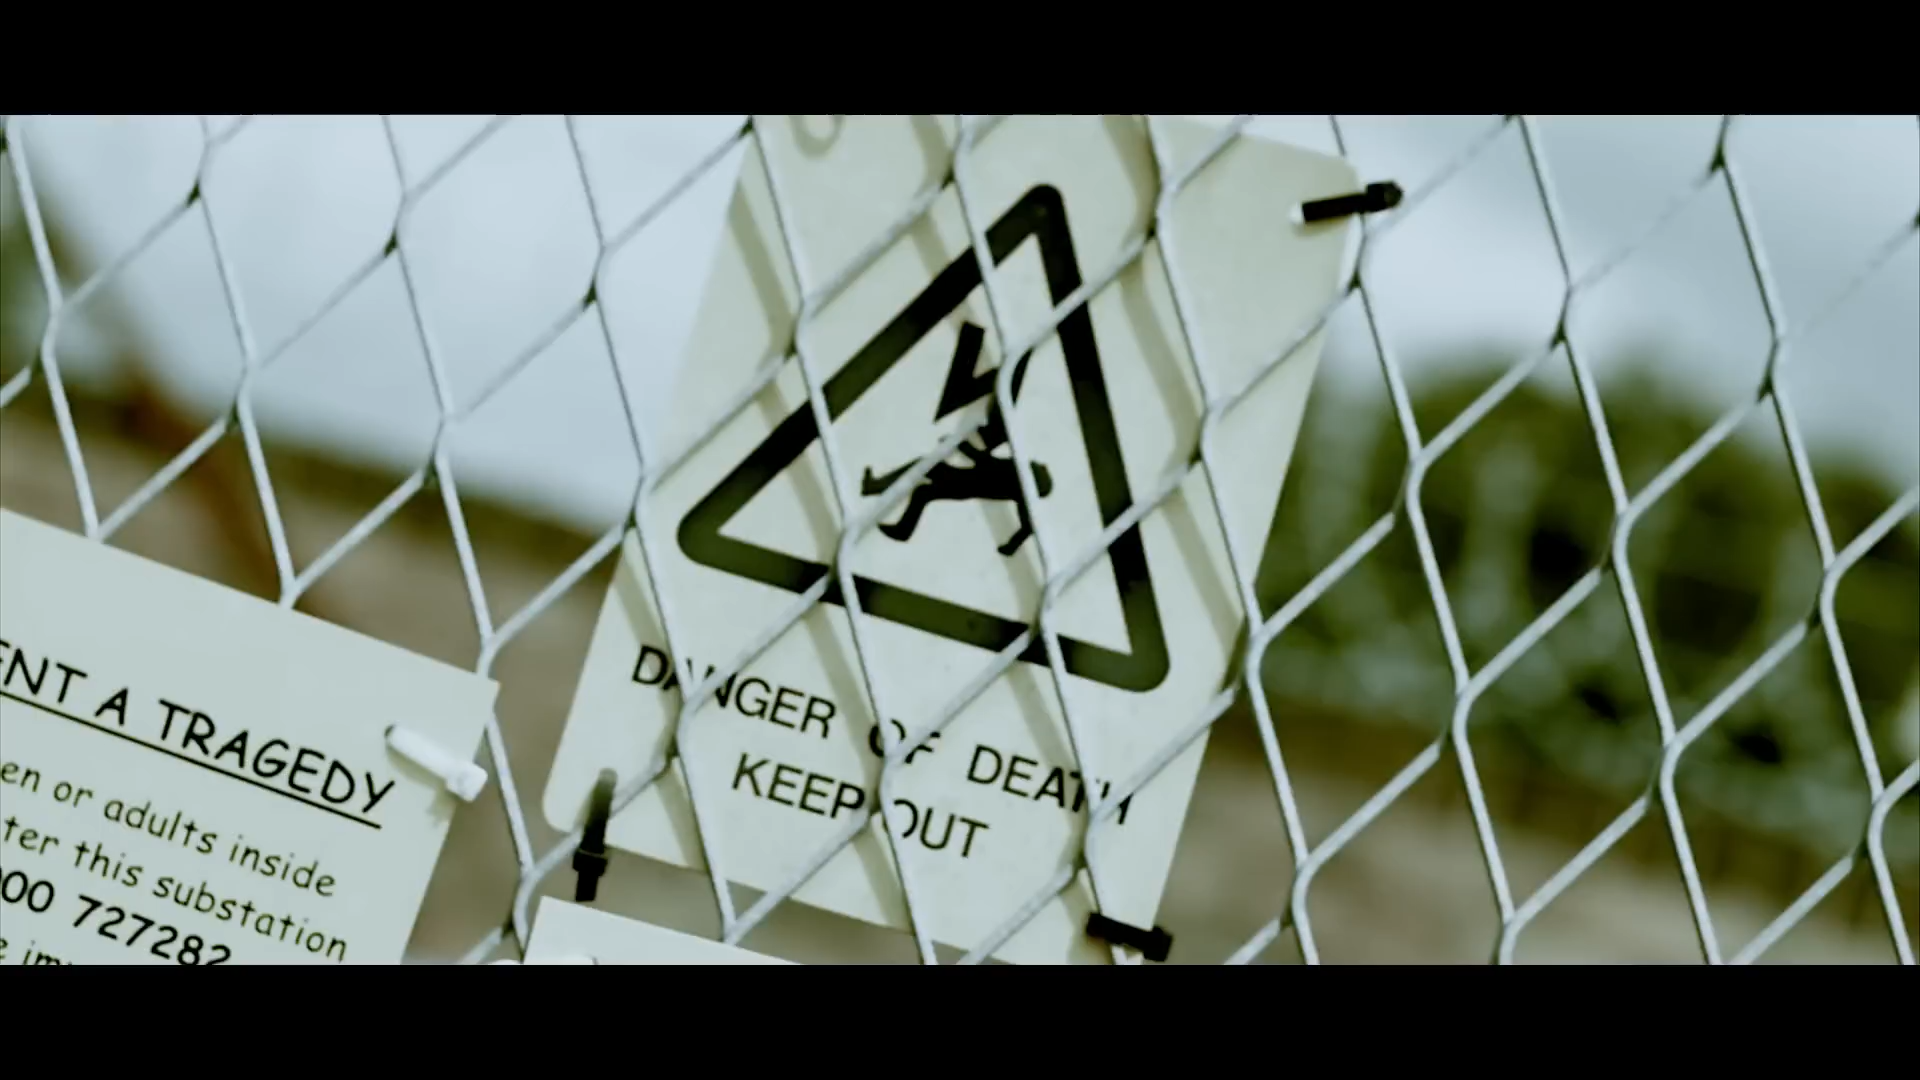 DANGER OF DEATH
KEEP OUT
ENT A TRAGEDY
en or adults inside
ter this substation
00 727282